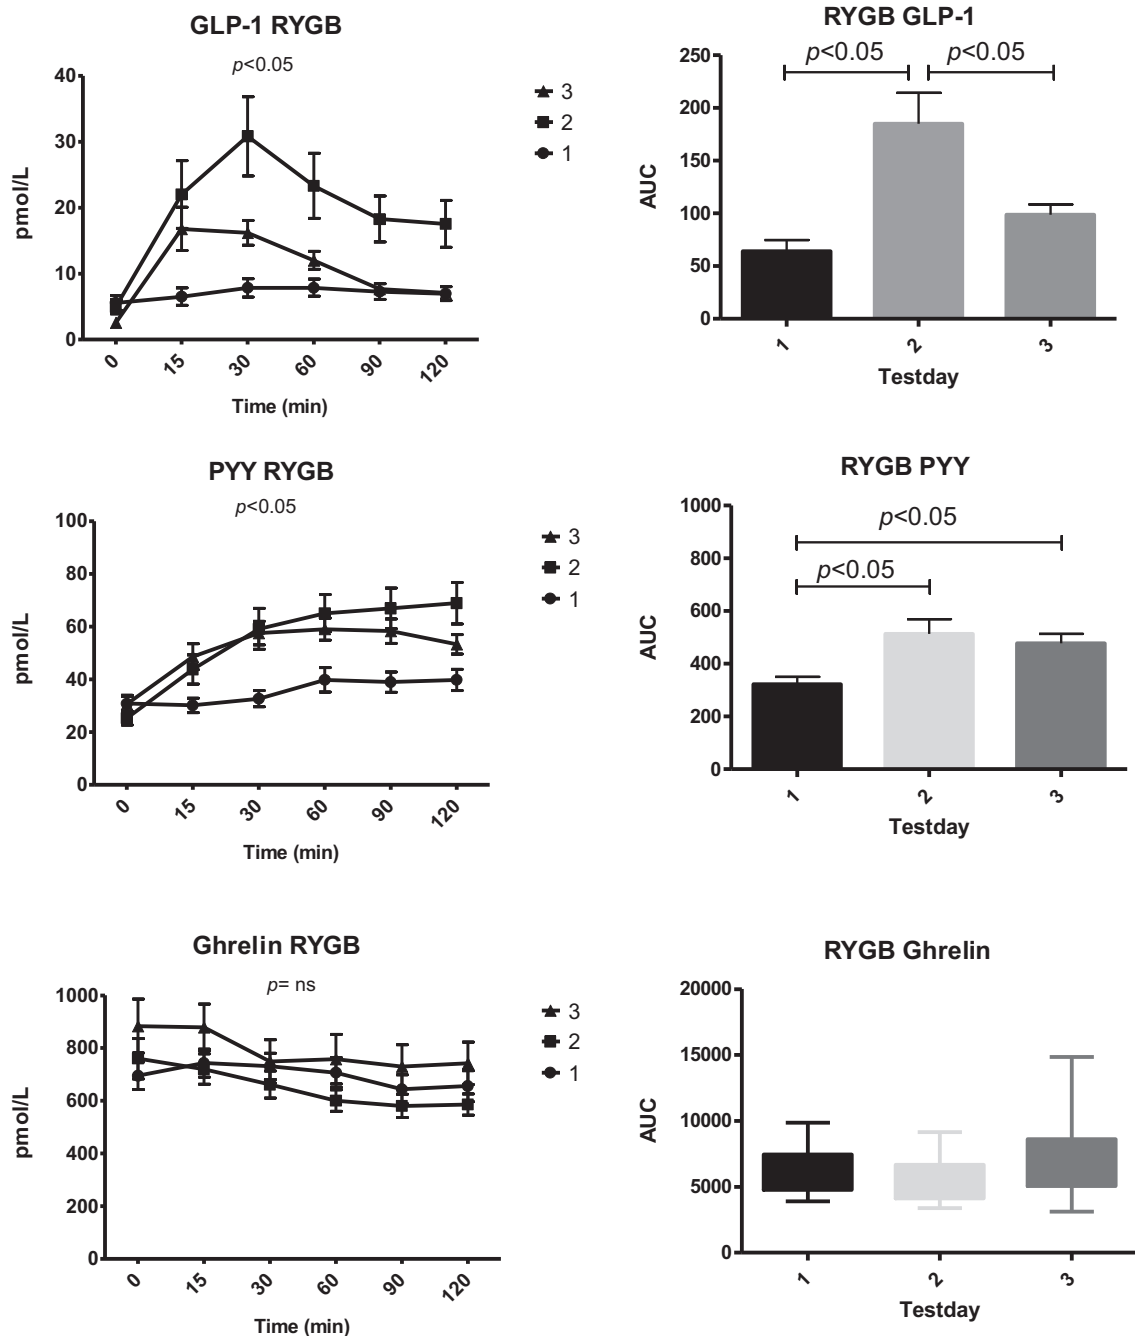 GLP-1 RYGB
p<0.05
40
30
20
10
0
pmol/L
0 15 30 60 90 120
Time (min)
3
2
1
RYGB GLP-1
p<0.05 p<0.05
250
200
150
100
50
0
AUC
1 2 3
Testday
PYY RYGB
p<0.05
100
80
60
40
20
0
pmol/L
0 15 30 60 90 120
Time (min)
3
2
1
RYGB PYY
p<0.05
p<0.05
1000
800
600
400
200
0
AUC
1 2 3
Testday
Ghrelin RYGB
p= ns
1000
800
600
400
200
0
pmol/L
0 15 30 60 90 120
Time (min)
3
2
1
RYGB Ghrelin
20000
15000
10000
5000
0
AUC
1 2 3
Testday